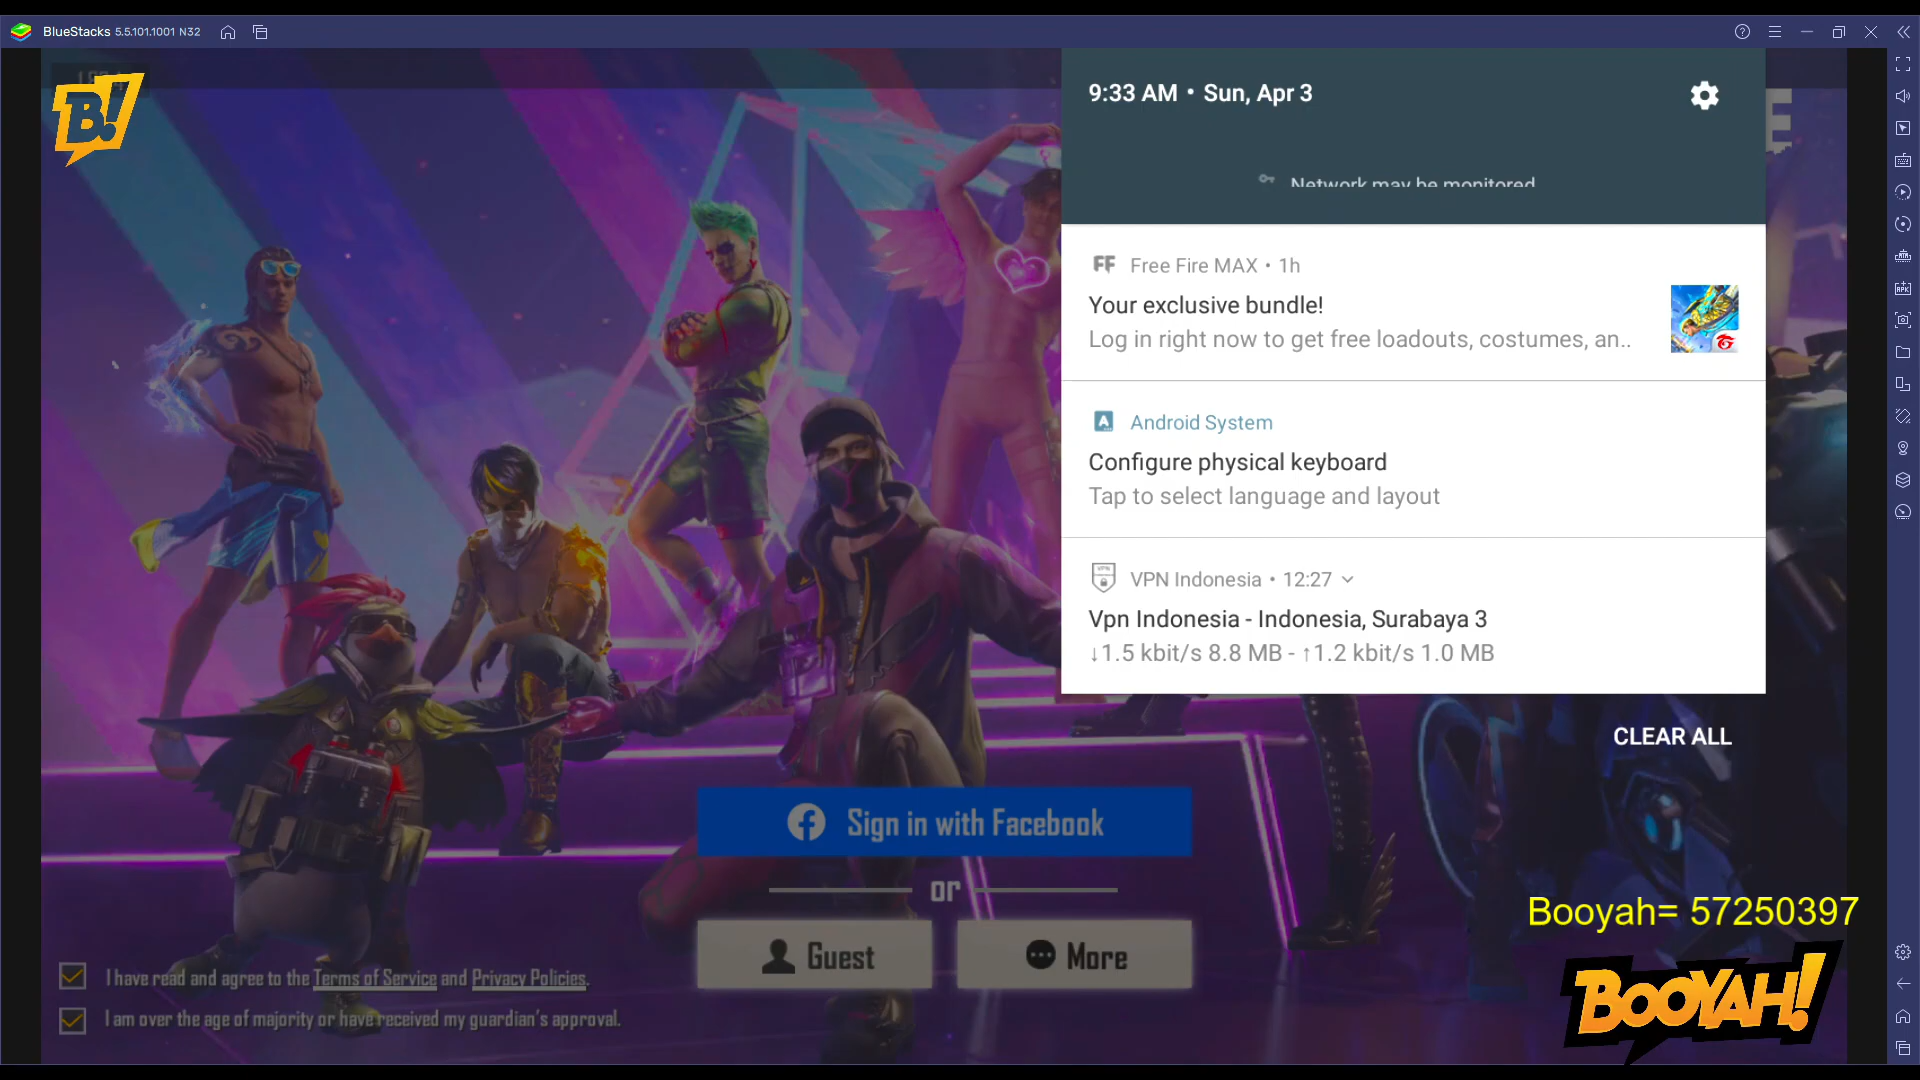 BlueStacks 5.5.101.1001 N32
B!
9:33 AM • Sun, Apr 3
Network may be monitored
FF Free Fire MAX • 1h
Your exclusive bundle!
Log in right now to get free loadouts, costumes, an..
A Android System
Configure physical keyboard
Tap to select language and layout
VPN VPN Indonesia • 12:27
Vpn Indonesia - Indonesia, Surabaya 3
↓1.5 kbit/s 8.8 MB - ↑1.2 kbit/s 1.0 MB
CLEAR ALL
Sign in with Facebook
or
Guest
More
I have read and agree to the Terms of Service and Privacy Policies.
I am over the age of majority or have received my guardian's approval.
Booyah= 57250397
BOOYAH!